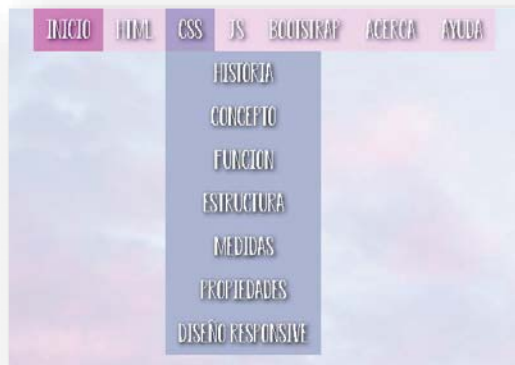 INICIO HTML CSS JS BOOTSTRAP ACERCA AYUDA
HISTORIA
CONCEPTO
FUNCION
ESTRUCTURA
MEDIDAS
PROPIEDADES
DISEÑO RESPONSIVE